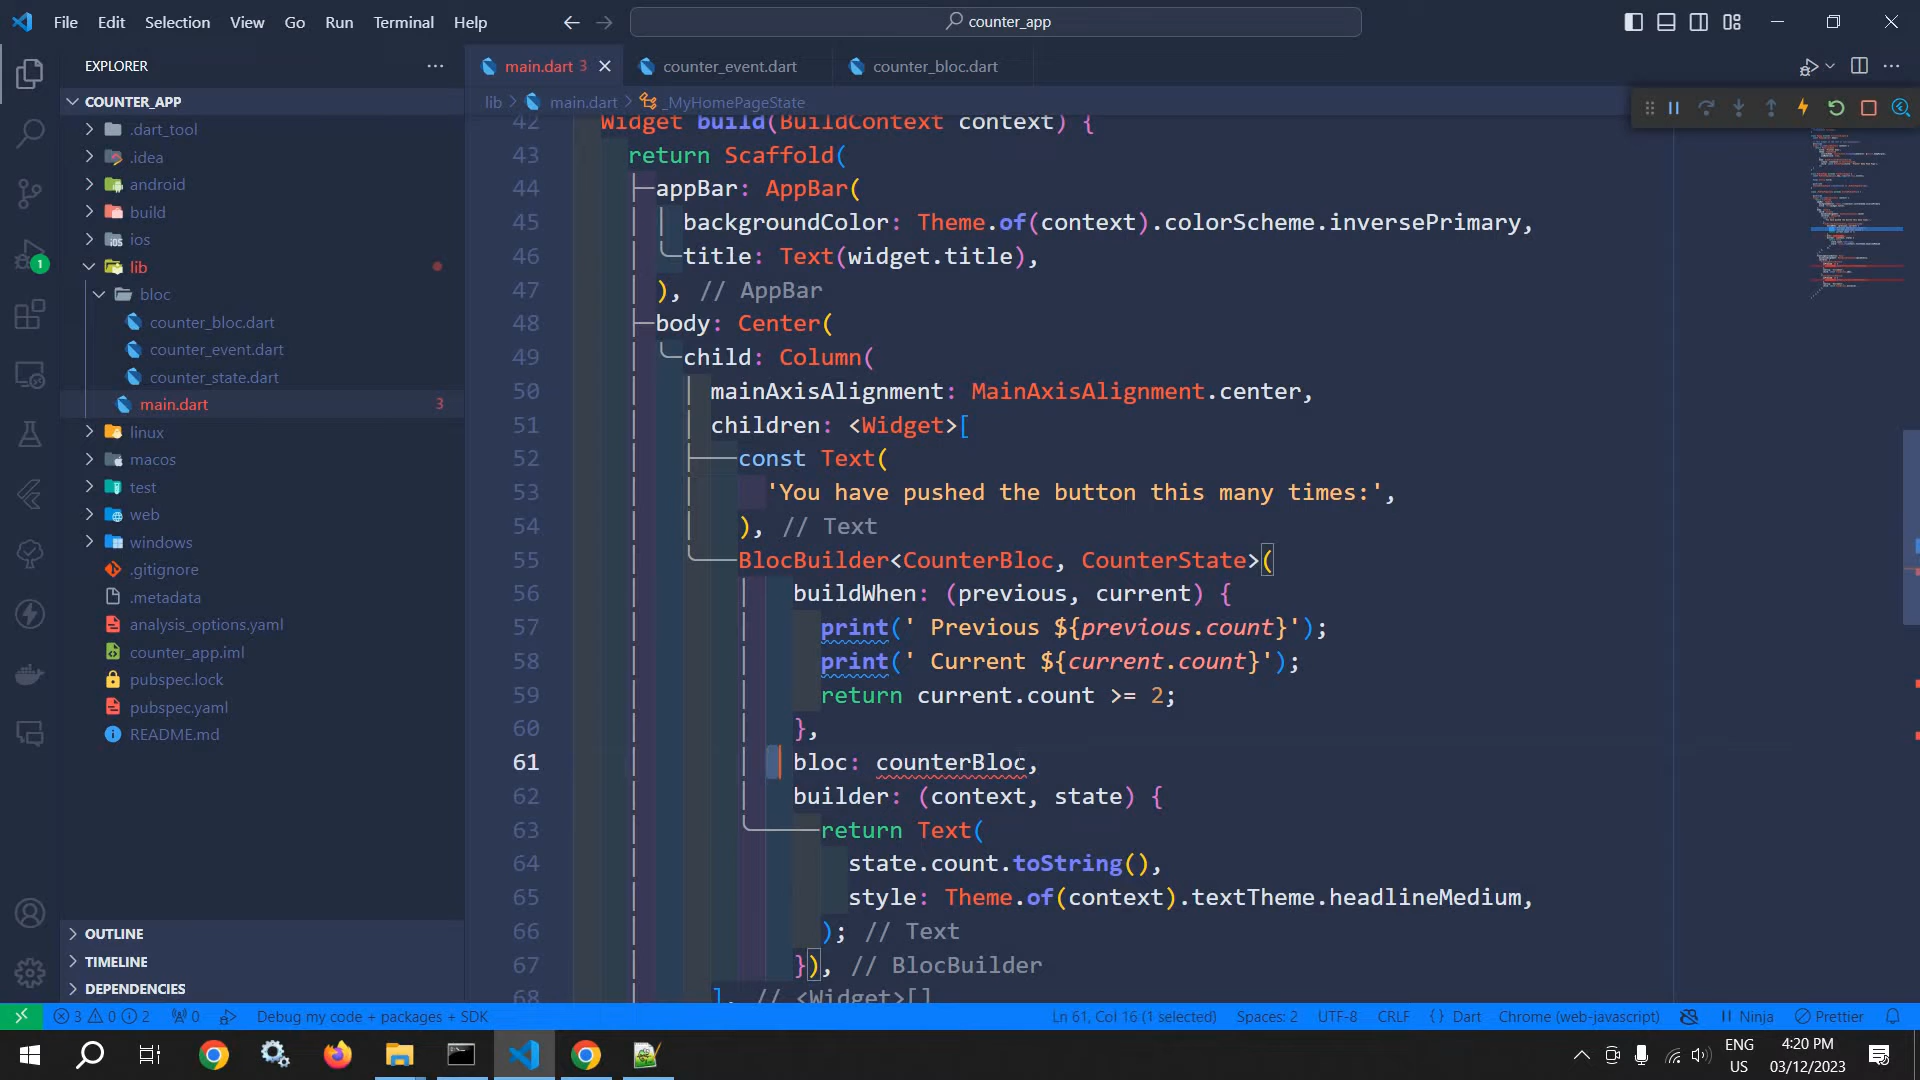 File Edit Selection View Go Run Terminal Help
counter_app
EXPLORER
COUNTER_APP
.dart_tool
.idea
android
build
ios
lib
bloc
counter_bloc.dart
counter_event.dart
counter_state.dart
main.dart 3
linux
macos
test
web
windows
.gitignore
.metadata
analysis_options.yaml
counter_app.iml
pubspec.lock
pubspec.yaml
README.md
OUTLINE
TIMELINE
DEPENDENCIES
1
main.dart 3
counter_event.dart
counter_bloc.dart
lib > main.dart > _MyHomePageState
42 Widget build(BuildContext context) {
43 return Scaffold(
44 appBar: AppBar(
45 backgroundColor: Theme.of(context).colorScheme.inversePrimary,
46 title: Text(widget.title),
47 ), // AppBar
48 body: Center(
49 child: Column(
50 mainAxisAlignment: MainAxisAlignment.center,
51 children: <Widget>[
52 const Text(
53 'You have pushed the button this many times:',
54 ), // Text
55 BlocBuilder<CounterBloc, CounterState>(
56 buildWhen: (previous, current) {
57 print(' Previous ${previous.count}');
58 print(' Current ${current.count}');
59 return current.count >= 2;
60 },
61 bloc: counterBloc,
62 builder: (context, state) {
63 return Text(
64 state.count.toString(),
65 style: Theme.of(context).textTheme.headlineMedium,
66 ); // Text
67 }), // BlocBuilder
68 ], // <Widget>[]
3 0 2 0 Debug my code + packages + SDK
Ln 61, Col 16 (1 selected) Spaces: 2 UTF-8 CRLF {} Dart Chrome (web-javascript) Ninja Prettier
ENG
US
4:20 PM
03/12/2023